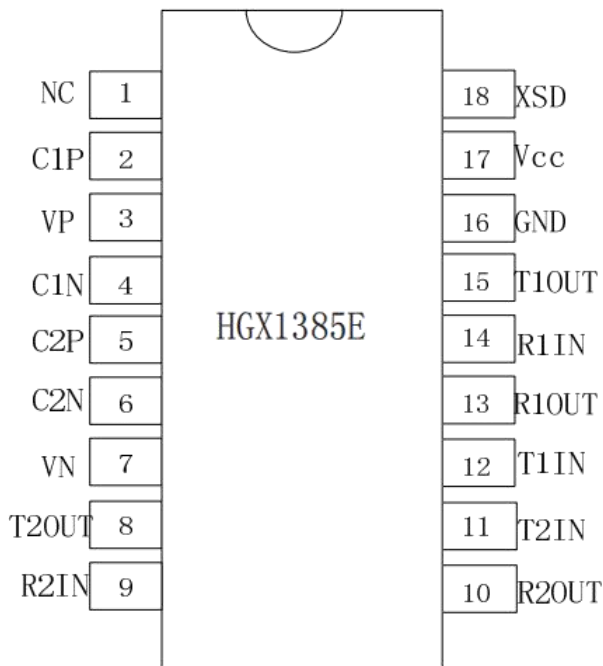 NC 1 18 XSD
C1P 2 17 Vcc
VP 3 16 GND
C1N 4 15 T1OUT
C2P 5 HGX1385E 14 R1IN
C2N 6 13 R1OUT
VN 7 12 T1IN
T2OUT 8 11 T2IN
R2IN 9 10 R2OUT